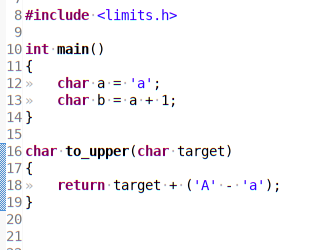 8 #include <limits.h>
9
10 int main()
11 {
12 » char a = 'a';
13 » char b = a + 1;
14 }
15
16 char to_upper(char target)
17 {
18 » return target + ('A' - 'a');
19 }
20
21